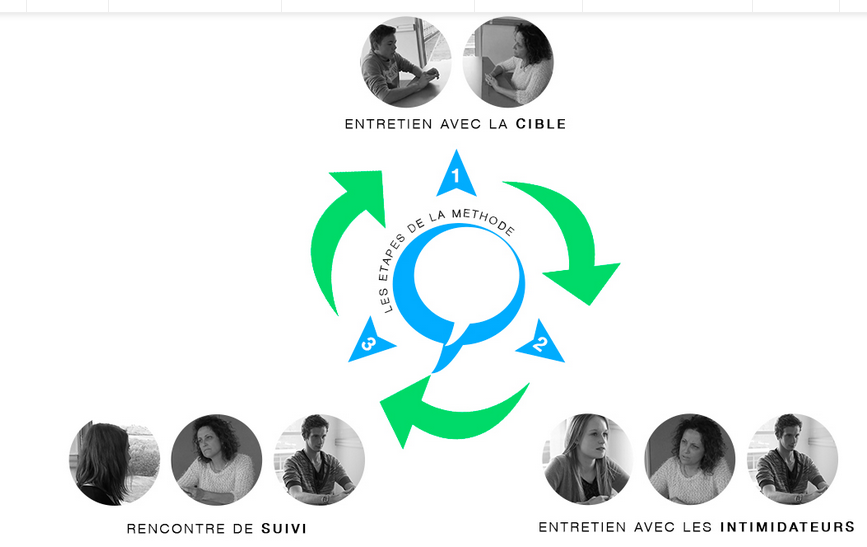 ENTRETIEN AVEC LA CIBLE
1
LES ETAPES DE LA METHODE
3
2
RENCONTRE DE SUIVI
ENTRETIEN AVEC LES INTIMIDATEURS